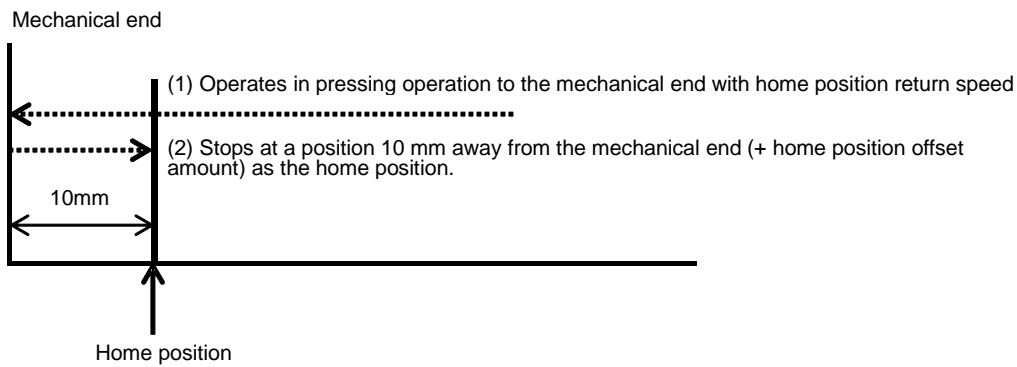 Mechanical end
(1) Operates in pressing operation to the mechanical end with home position return speed
(2) Stops at a position 10 mm away from the mechanical end (+ home position offset
amount) as the home position.
10mm
Home position